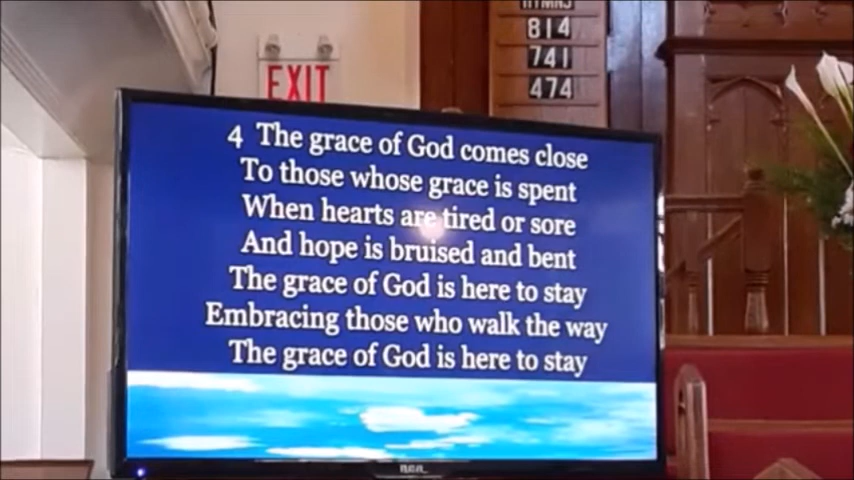 HYMNS
814
741
474
EXIT
4 The grace of God comes close
To those whose grace is spent
When hearts are tired or sore
And hope is bruised and bent
The grace of God is here to stay
Embracing those who walk the way
The grace of God is here to stay
RCA